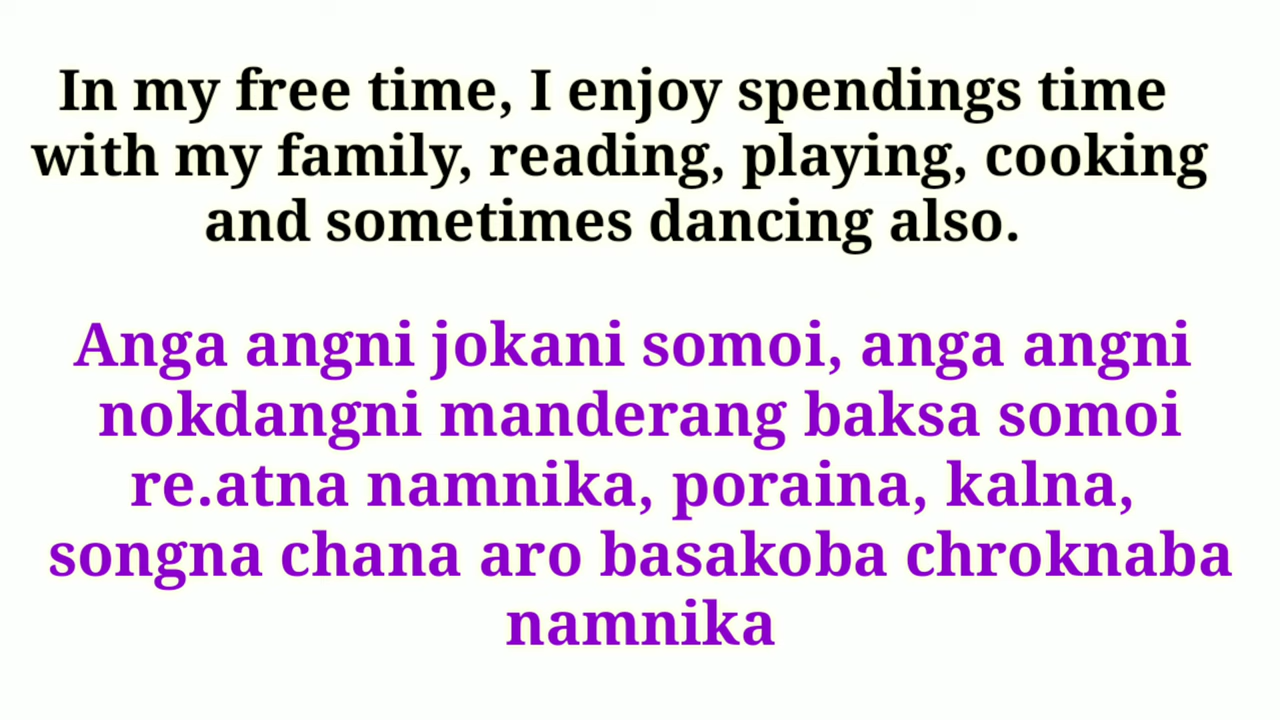 In my free time, I enjoy spendings time
with my family, reading, playing, cooking
and sometimes dancing also.
Anga angni jokani somoi, anga angni
nokdangni manderang baksa somoi
re.atna namnika, poraina, kalna,
songna chana aro basakoba chroknaba
namnika